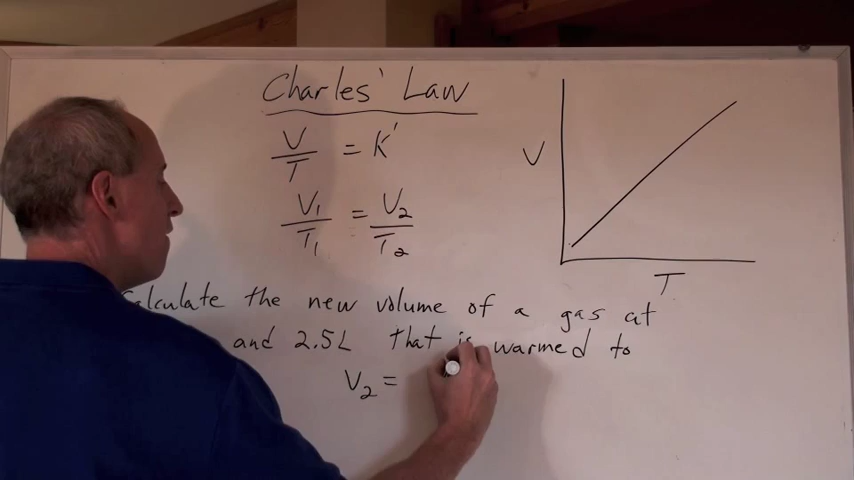 Charles' Law
V/T = K'
V₁/T₁ = V₂/T₂
V
T
Calculate the new volume of a gas at
and 2.5L that is warmed to
V₂ =